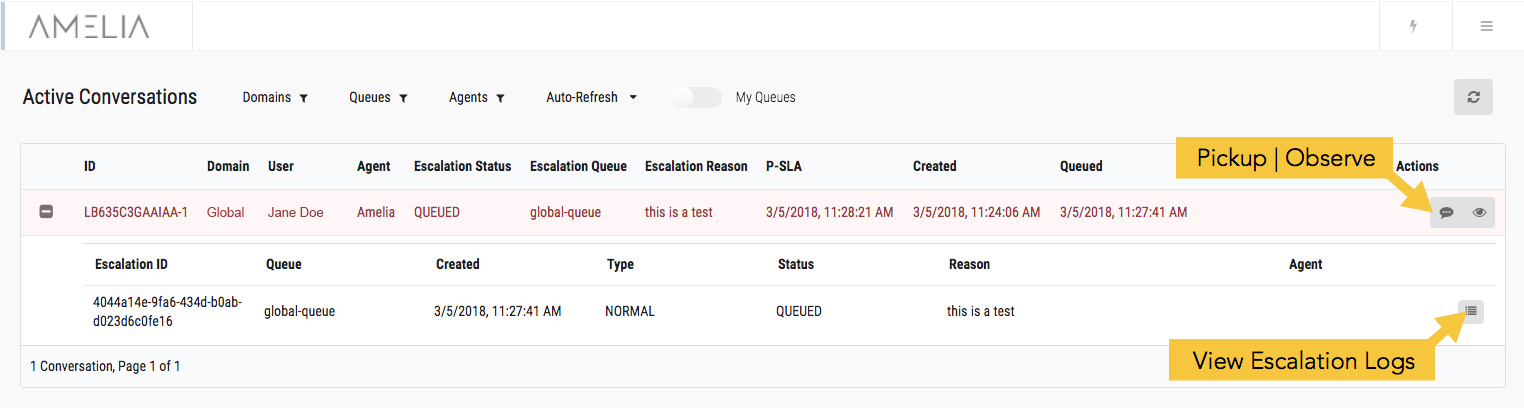 AMELIA
Active Conversations Domains Queues Agents Auto-Refresh My Queues
Pickup | Observe
ID Domain User Agent Escalation Status Escalation Queue Escalation Reason P-SLA Created Queued Actions
LB635C3GAAIAA-1 Global Jane Doe Amelia QUEUED global-queue this is a test 3/5/2018, 11:28:21 AM 3/5/2018, 11:24:06 AM 3/5/2018, 11:27:41 AM
Escalation ID Queue Created Type Status Reason Agent
4044a14e-9fa6-434d-b0ab-
d023d6c0fe16 global-queue 3/5/2018, 11:27:41 AM NORMAL QUEUED this is a test
View Escalation Logs
1 Conversation, Page 1 of 1